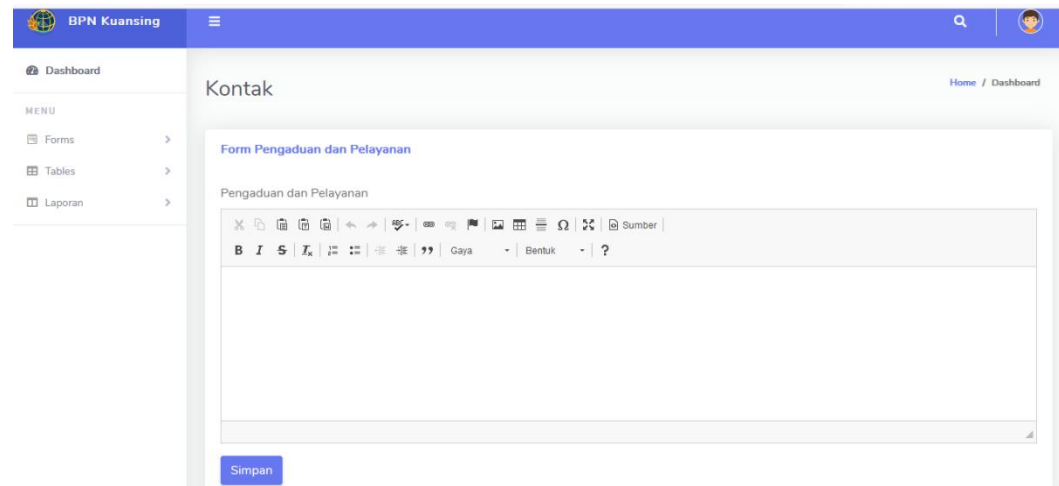 BPN Kuansing
Dashboard
MENU
Forms
Tables
Laporan
Kontak
Home / Dashboard
Form Pengaduan dan Pelayanan
Pengaduan dan Pelayanan
Sumber
B I S Ix Gaya Bentuk ?
Simpan